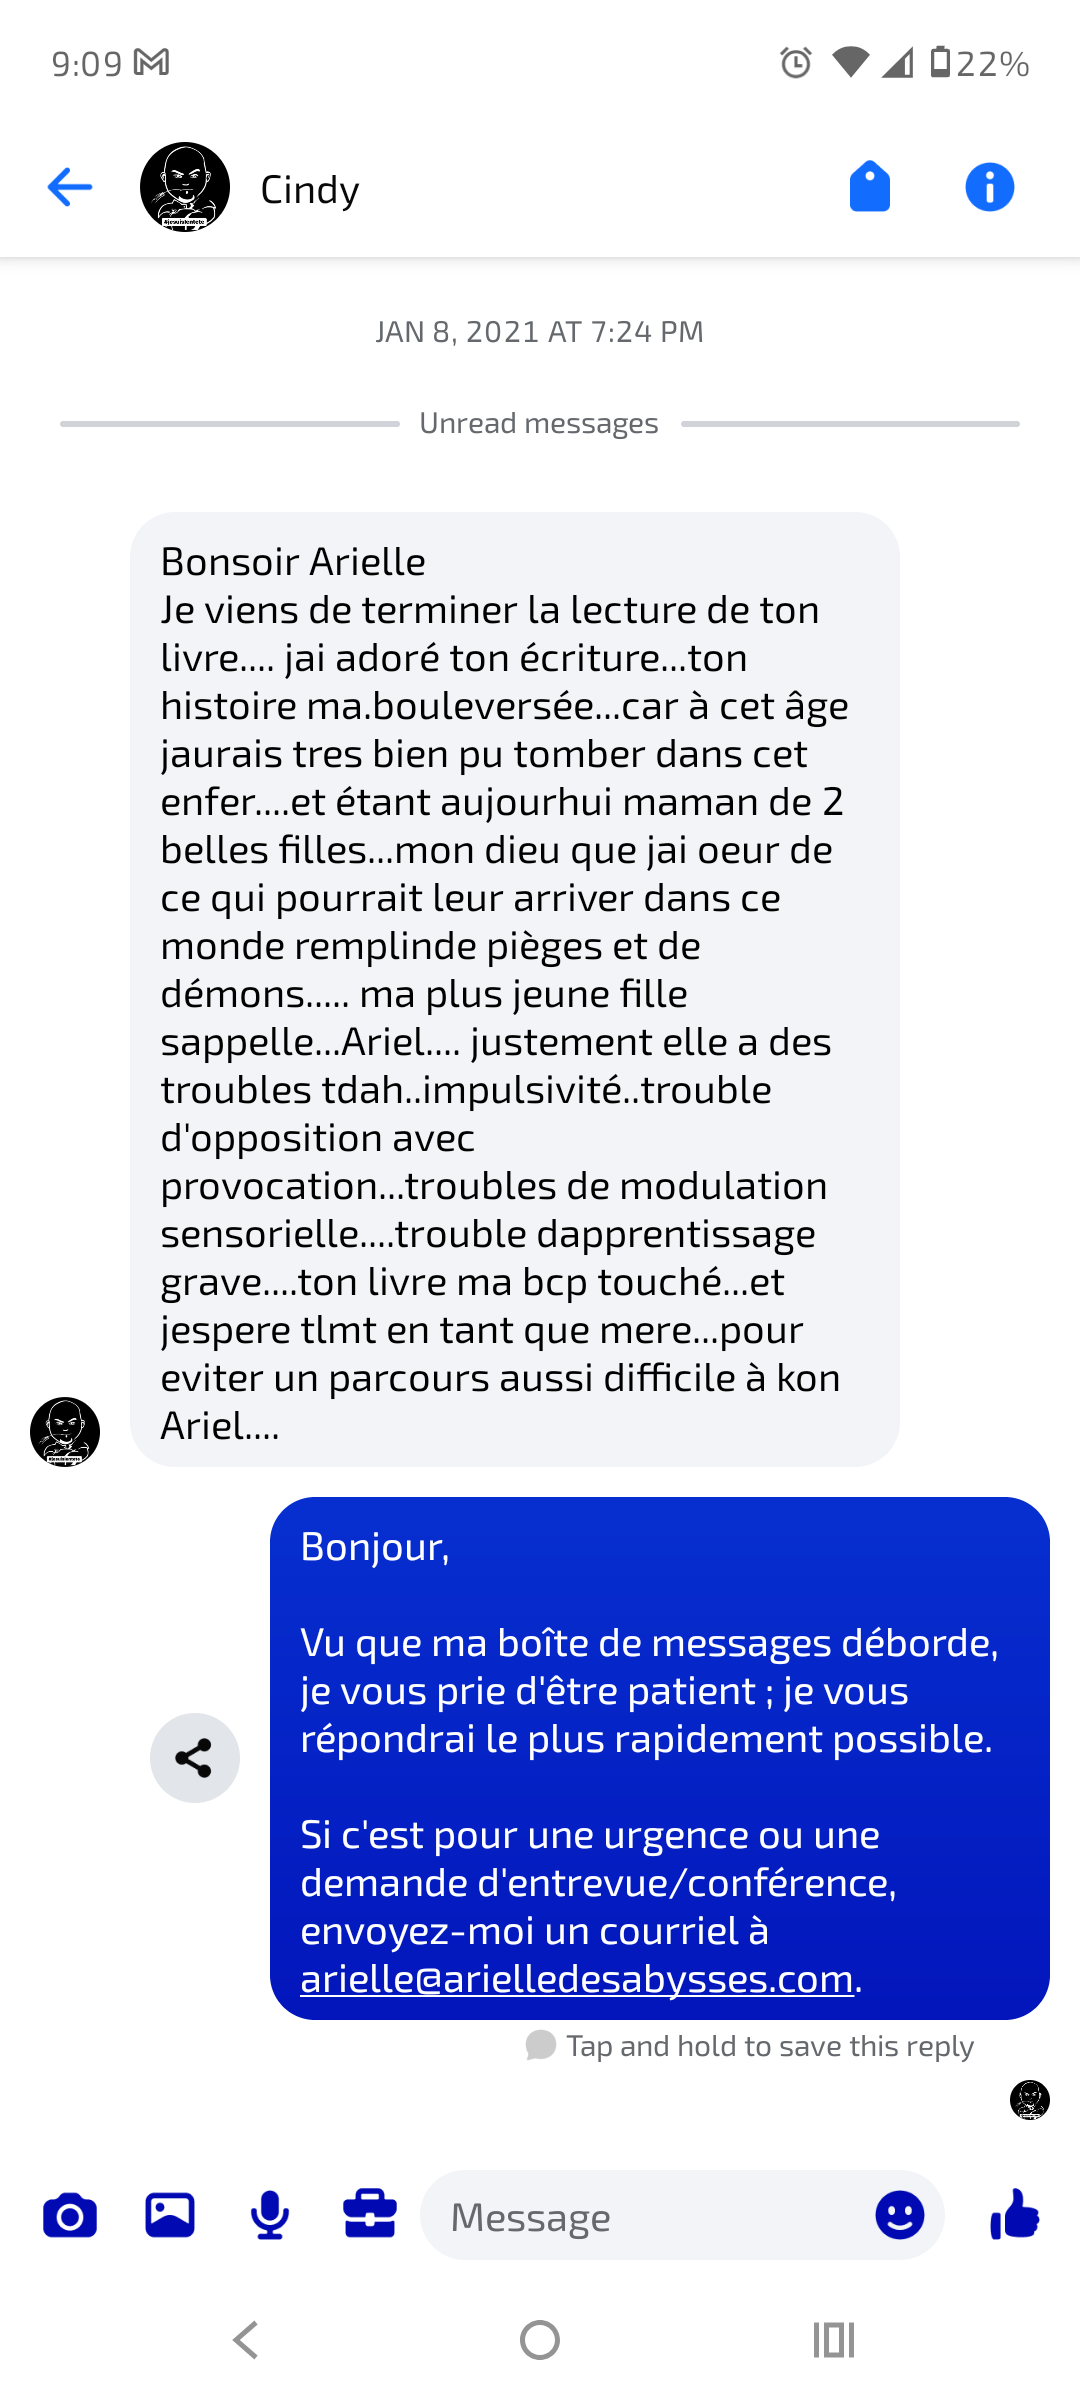 9:09
22%
Cindy
JAN 8, 2021 AT 7:24 PM
Unread messages
Bonsoir Arielle
Je viens de terminer la lecture de ton
livre.... jai adoré ton écriture...ton
histoire ma.bouleversée...car à cet âge
jaurais tres bien pu tomber dans cet
enfer....et étant aujourhui maman de 2
belles filles...mon dieu que jai oeur de
ce qui pourrait leur arriver dans ce
monde remplinde pièges et de
démons..... ma plus jeune fille
sappelle...Ariel.... justement elle a des
troubles tdah..impulsivité..trouble
d'opposition avec
provocation...troubles de modulation
sensorielle....trouble dapprentissage
grave....ton livre ma bcp touché...et
jespere tlmt en tant que mere...pour
eviter un parcours aussi difficile à kon
Ariel....
Bonjour,
Vu que ma boîte de messages déborde,
je vous prie d'être patient ; je vous
répondrai le plus rapidement possible.
Si c'est pour une urgence ou une
demande d'entrevue/conférence,
envoyez-moi un courriel à
arielle@arielledesabysses.com.
Tap and hold to save this reply
Message